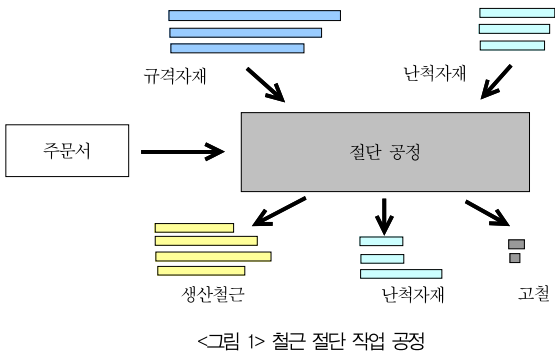 규격자재
난척자재
주문서
절단 공정
생산철근
난척자재
고철
<그림 1> 철근 절단 작업 공정